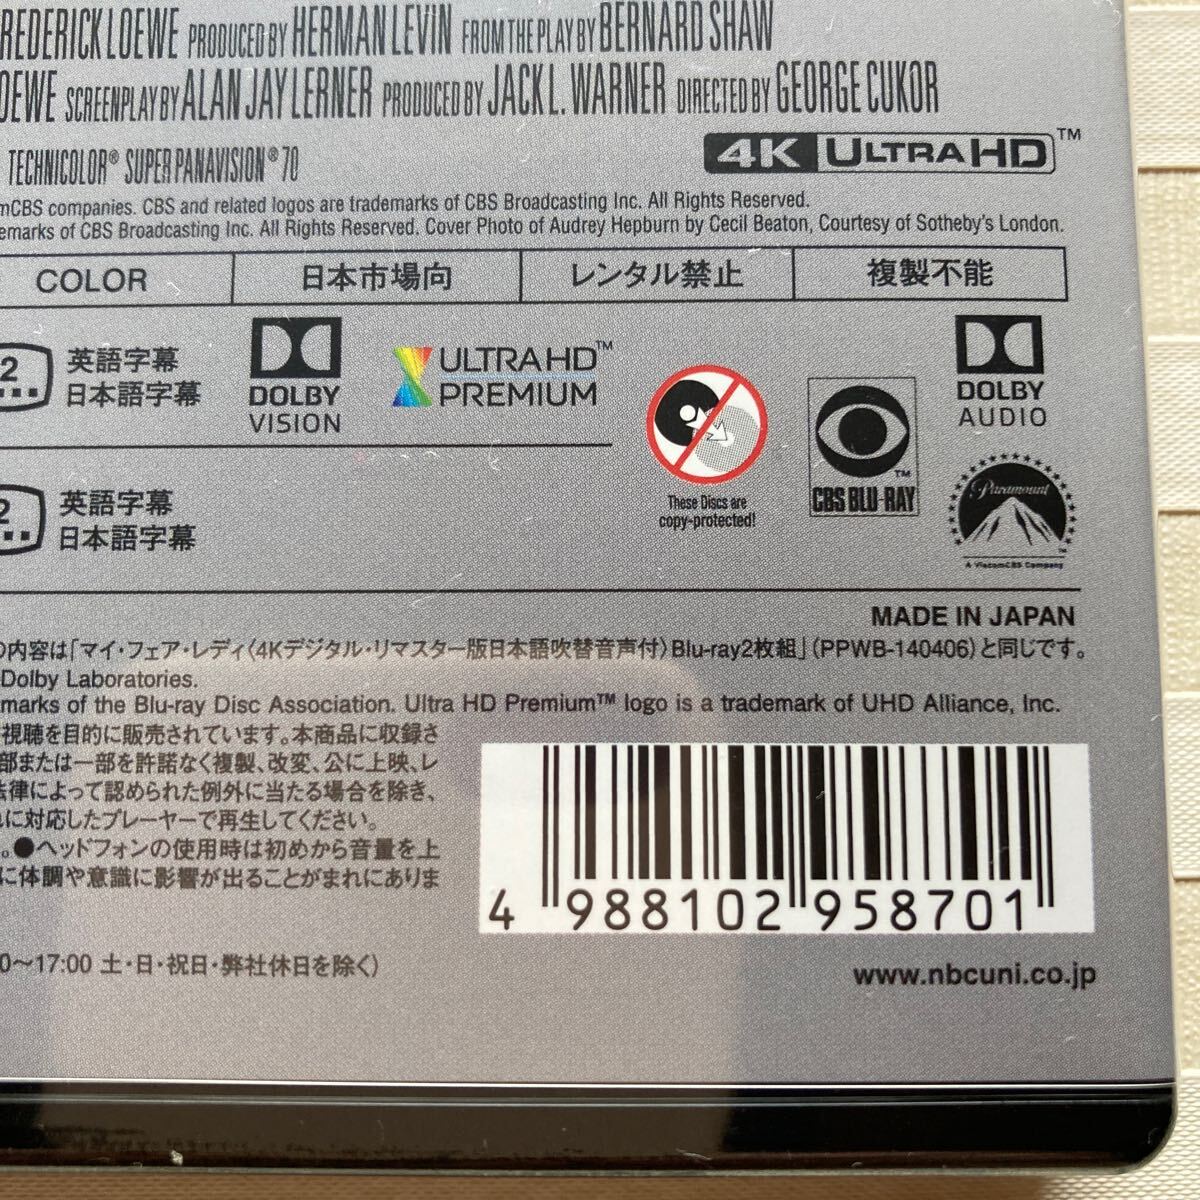 REDERICK LOEWE PRODUCED BY HERMAN LEVIN FROM THE PLAY BY BERNARD SHAW
OEWE SCREENPLAY BY ALAN JAY LERNER PRODUCED BY JACK L. WARNER DIRECTED BY GEORGE CUKOR
TECHNICOLOR® SUPER PANAVISION® 70
4K ULTRA HD™
mCBS companies. CBS and related logos are trademarks of CBS Broadcasting Inc. All Rights Reserved.
emarks of CBS Broadcasting Inc. All Rights Reserved. Cover Photo of Audrey Hepburn by Cecil Beaton, Courtesy of Sotheby's London.
COLOR 日本市場向 レンタル禁止 複製不能
2
英語字幕
日本語字幕
DOLBY
VISION
ULTRA HD™
PREMIUM
These Discs are
copy-protected!
CBS BLU-RAY™
DOLBY
AUDIO
Paramount
A ViacomCBS Company
2
英語字幕
日本語字幕
MADE IN JAPAN
の内容は「マイ・フェア・レディ〈4Kデジタル・リマスター版日本語吹替音声付〉Blu-ray2枚組」(PPWB-140406)と同じです。
Dolby Laboratories.
marks of the Blu-ray Disc Association. Ultra HD Premium™ logo is a trademark of UHD Alliance, Inc.
視聴を目的に販売されています。本商品に収録さ
部または一部を許諾なく複製、改変、公に上映、レ
法律によって認められた例外に当たる場合を除き、
れに対応したプレーヤーで再生してください。
。●ヘッドフォンの使用時は初めから音量を上
に体調や意識に影響が出ることがまれにありま
4 988102 958701
0〜17:00 土・日・祝日・弊社休日を除く)
www.nbcuni.co.jp